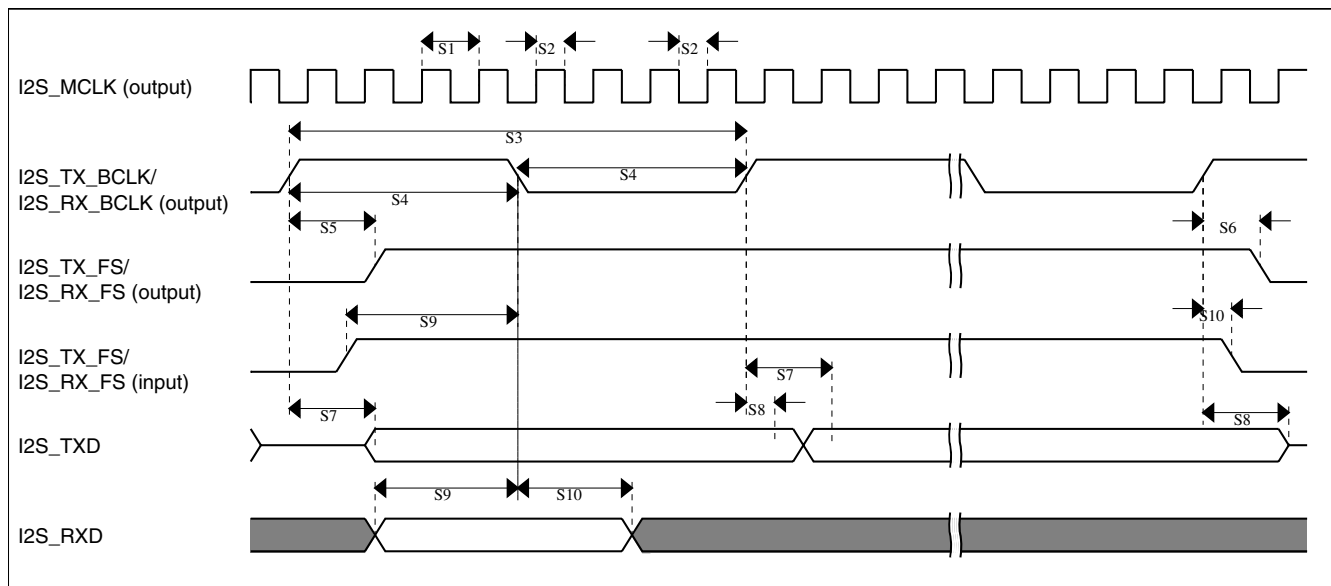 S1
S2
S2
I2S_MCLK (output)
S3
I2S_TX_BCLK/
I2S_RX_BCLK (output)
S4
S4
S5
S6
I2S_TX_FS/
I2S_RX_FS (output)
S9
S10
I2S_TX_FS/
I2S_RX_FS (input)
S7
S7
S8
S8
I2S_TXD
S9
S10
I2S_RXD